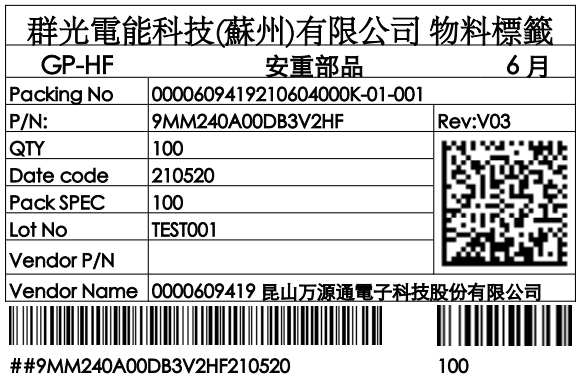 群光電能科技(蘇州)有限公司 物料標籤
GP-HF 安重部品 6 月
Packing No 0000609419210604000K-01-001
P/N: 9MM240A00DB3V2HF Rev:V03
QTY 100
Date code 210520
Pack SPEC 100
Lot No TEST001
Vendor P/N
Vendor Name 0000609419 昆山万源通電子科技股份有限公司
##9MM240A00DB3V2HF210520 100